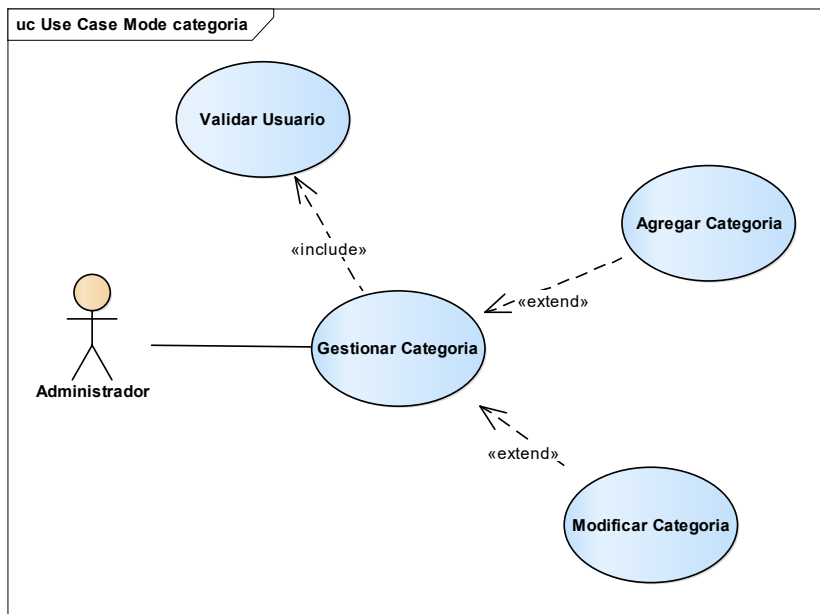 uc Use Case Mode categoria
Validar Usuario
Agregar Categoria
«include»
«extend»
Gestionar Categoria
Administrador
«extend»
Modificar Categoria